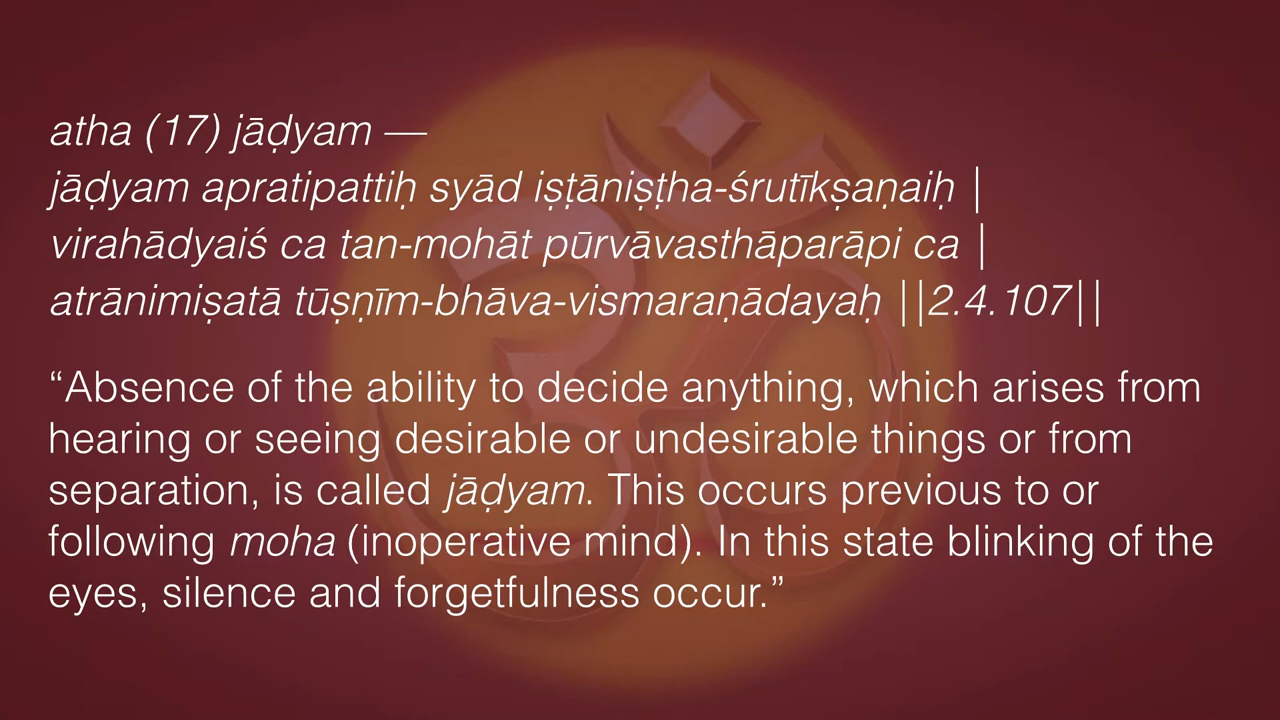 atha (17) jāḍyam —
jāḍyam apratipattiḥ syād iṣṭāniṣṭha-śrutīkṣaṇaiḥ |
virahādyaiś ca tan-mohāt pūrvāvasthāparāpi ca |
atrānimiṣatā tūṣṇīm-bhāva-vismaraṇādayaḥ ||2.4.107||
“Absence of the ability to decide anything, which arises from
hearing or seeing desirable or undesirable things or from
separation, is called jāḍyam. This occurs previous to or
following moha (inoperative mind). In this state blinking of the
eyes, silence and forgetfulness occur.”